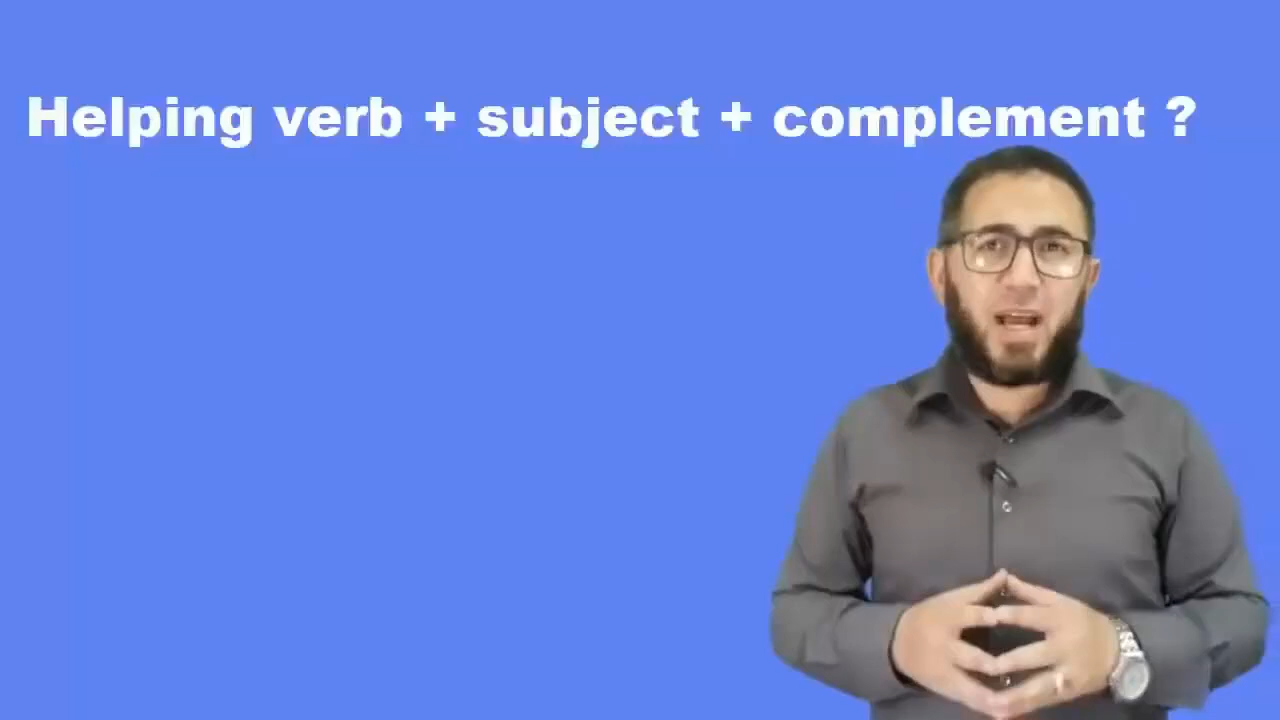 Helping verb + subject + complement ?